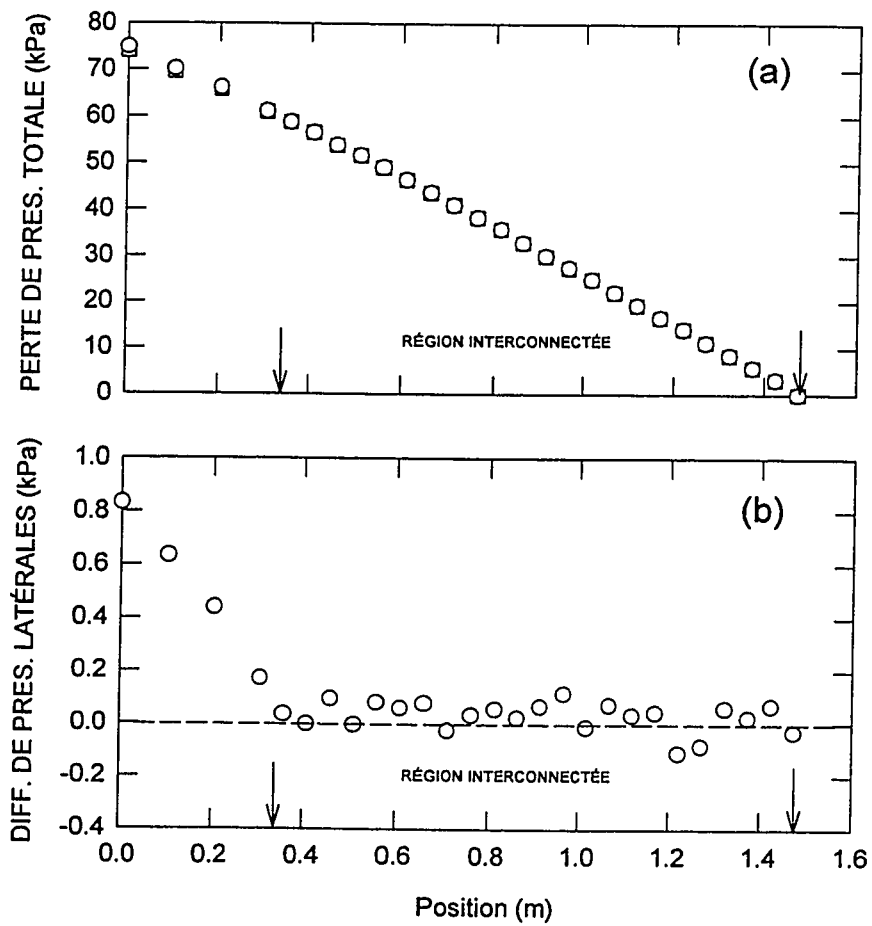 PERTE DE PRES. TOTALE (kPa)
80
70
60
50
40
30
20
10
0
(a)
RÉGION INTERCONNECTÉE
DIFF. DE PRES. LATÉRALES (kPa)
1.0
0.8
0.6
0.4
0.2
0.0
-0.2
-0.4
(b)
RÉGION INTERCONNECTÉE
0.0 0.2 0.4 0.6 0.8 1.0 1.2 1.4 1.6
Position (m)